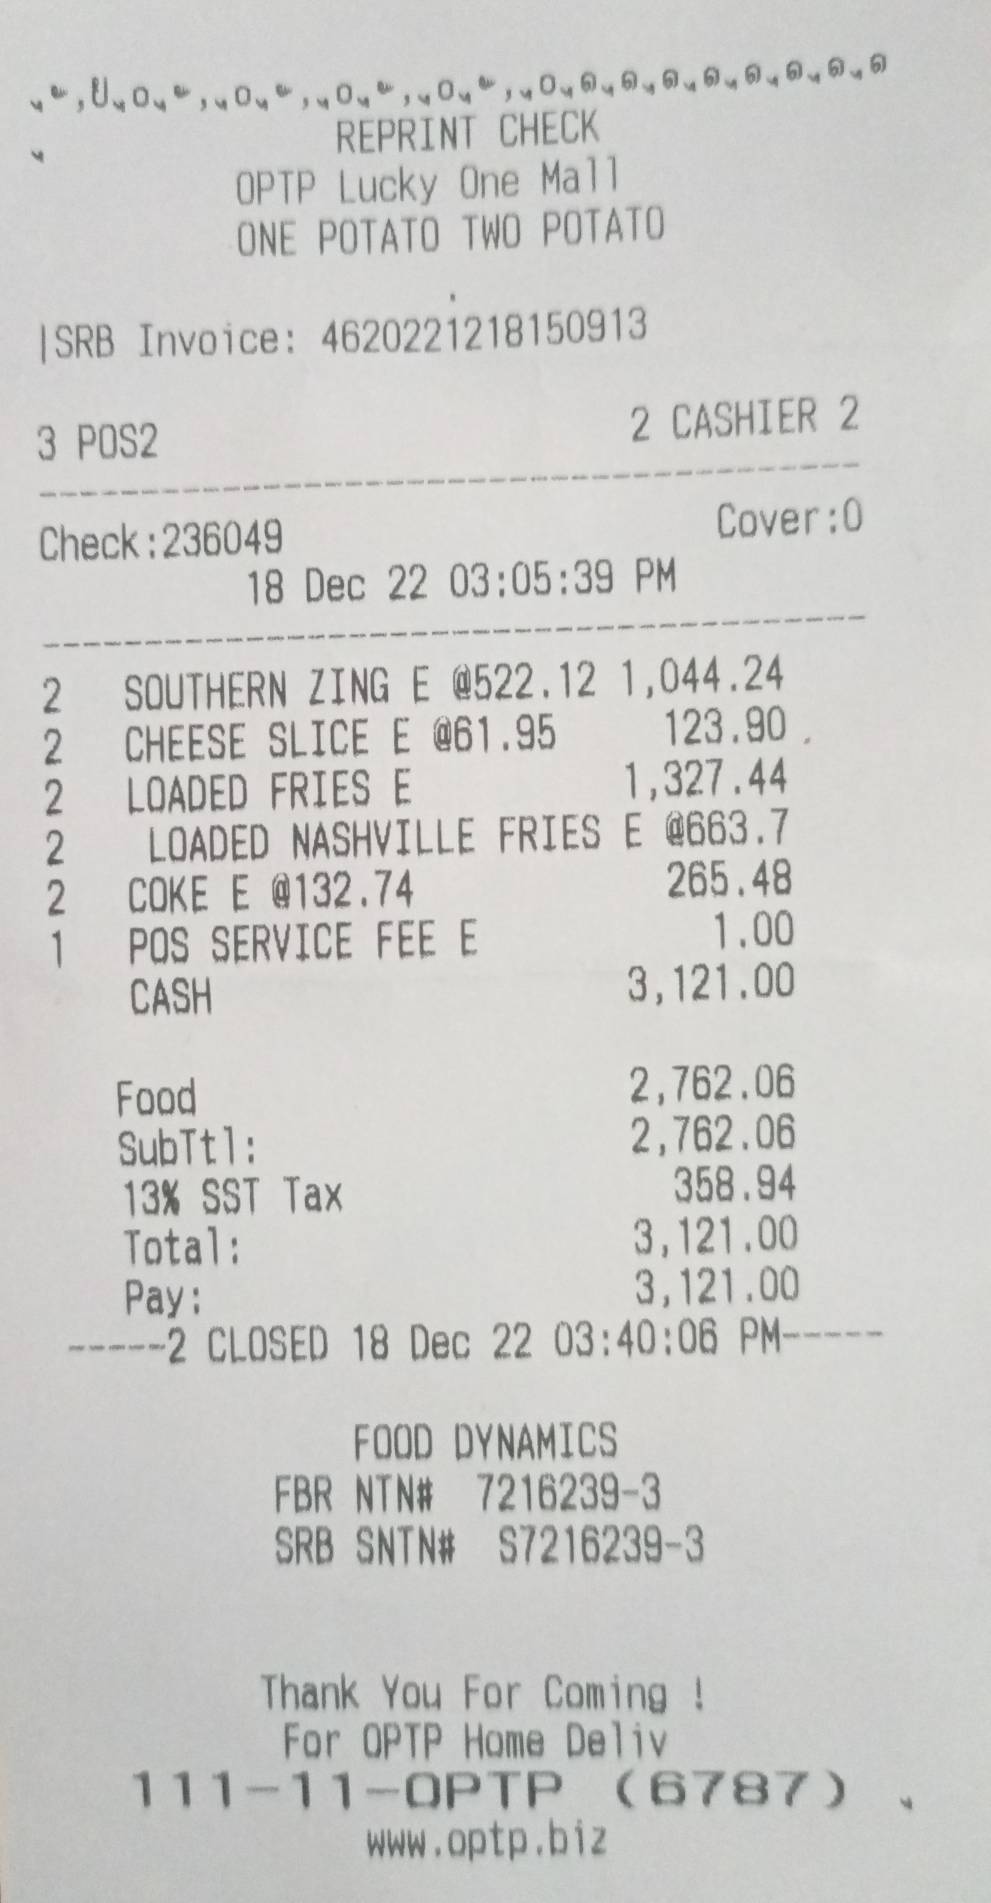 REPRINT CHECK
OPTP Lucky One Mall
ONE POTATO TWO POTATO
|SRB Invoice: 4620221218150913
3 POS2 2 CASHIER 2
Check:236049 Cover:0
18 Dec 22 03:05:39 PM
2 SOUTHERN ZING E @522.12 1,044.24
2 CHEESE SLICE E @61.95 123.90
2 LOADED FRIES E 1,327.44
2 LOADED NASHVILLE FRIES E @663.7
2 COKE E @132.74 265.48
1 POS SERVICE FEE E 1.00
CASH 3,121.00
Food 2,762.06
SubTtl: 2,762.06
13% SST Tax 358.94
Total: 3,121.00
Pay: 3,121.00
-----2 CLOSED 18 Dec 22 03:40:06 PM-----
FOOD DYNAMICS
FBR NTN# 7216239-3
SRB SNTN# S7216239-3
Thank You For Coming !
For OPTP Home Deliv
111-11-OPTP (6787)
www.optp.biz